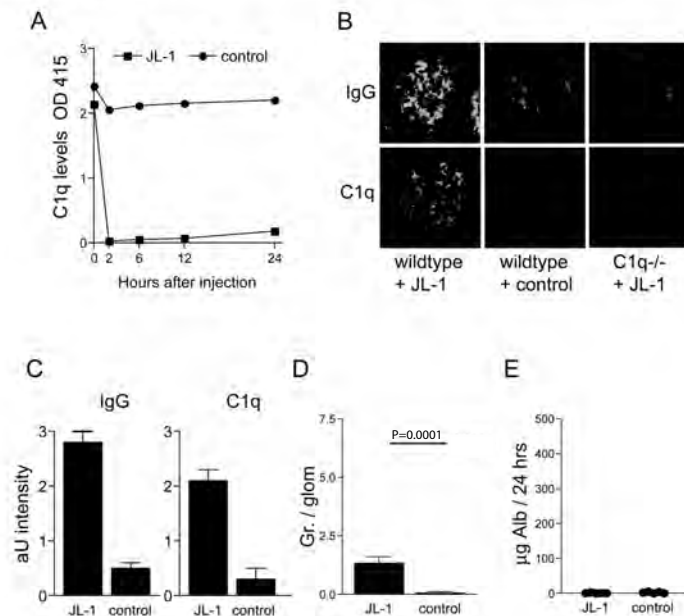 A
JL-1 control
C1q levels OD 415
3
2
1
0
0 2 6 12 24
Hours after injection
B
IgG
C1q
wildtype wildtype C1q-/-
+ JL-1 + control + JL-1
C
IgG C1q
aU intensity
3 3
2 2
1 1
0 0
JL-1 control JL-1 control
D
P=0.0001
Gr. / glom
7.5
5.0
2.5
0.0
JL-1 control
E
µg Alb / 24 hrs
500
400
300
200
100
0
JL-1 control